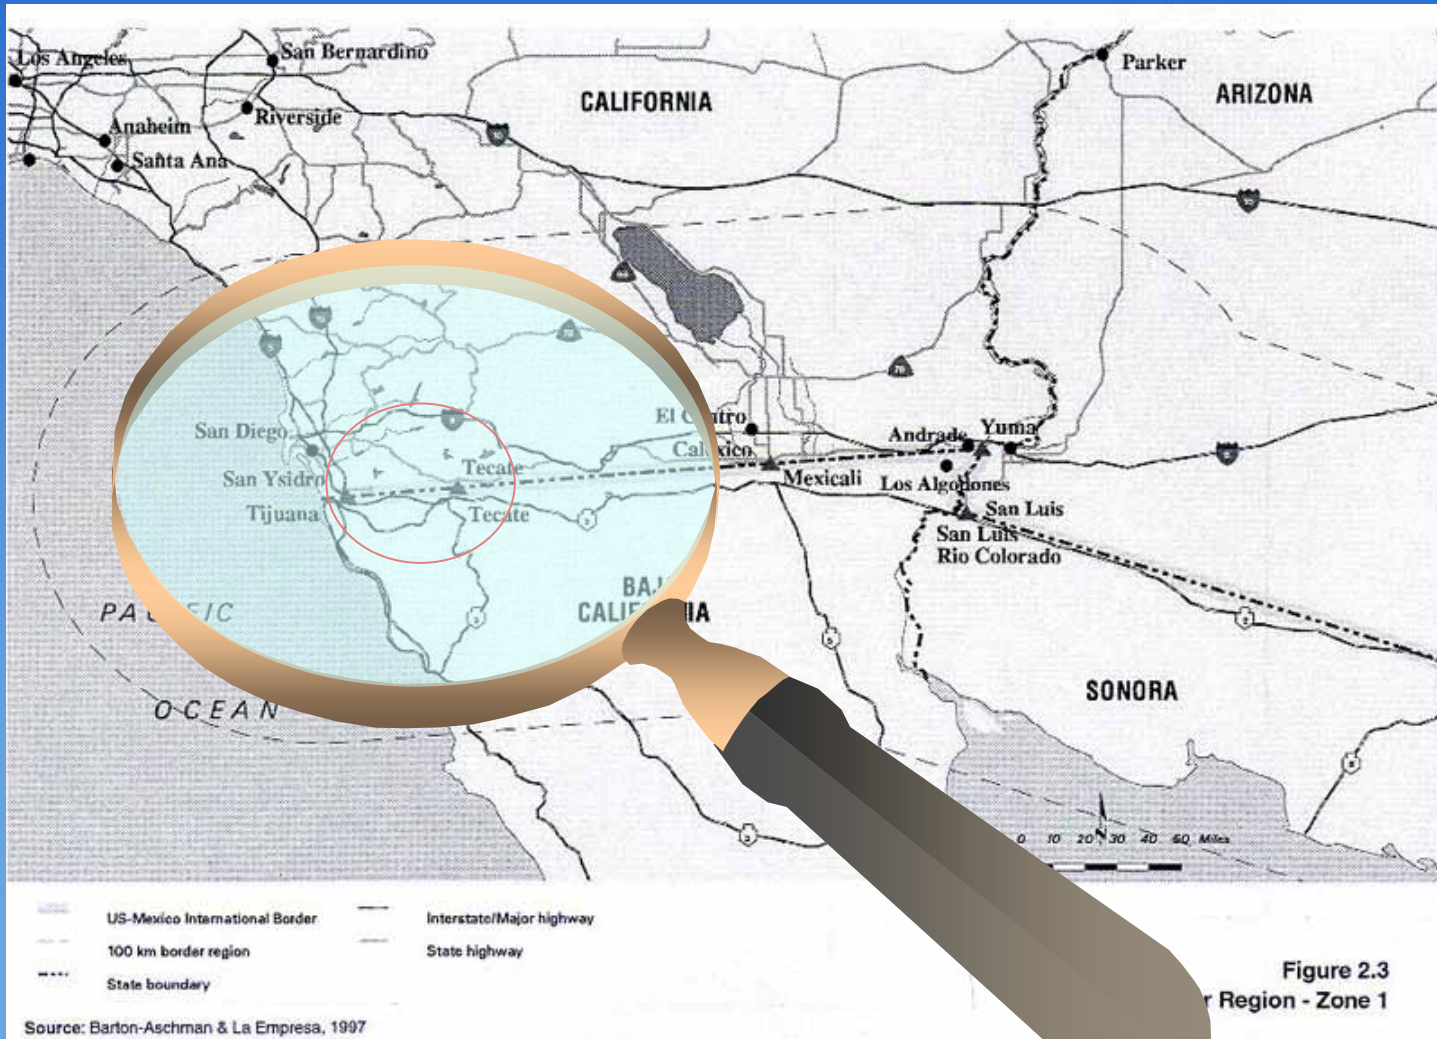 Los Angeles
San Bernardino
Parker
CALIFORNIA
ARIZONA
Riverside
Anaheim
Santa Ana
San Diego
El Centro
Andrade
Yuma
Calexico
Tecate
San Ysidro
Mexicali
Los Algodones
Tijuana
Tecate
San Luis
San Luis
Rio Colorado
BAJA
CALIFORNIA
PACIFIC
OCEAN
SONORA
0 10 20 30 40 50 Miles
N
US-Mexico International Border
Interstate/Major highway
100 km border region
State highway
State boundary
Figure 2.3
r Region - Zone 1
Source: Barton-Aschman & La Empresa, 1997